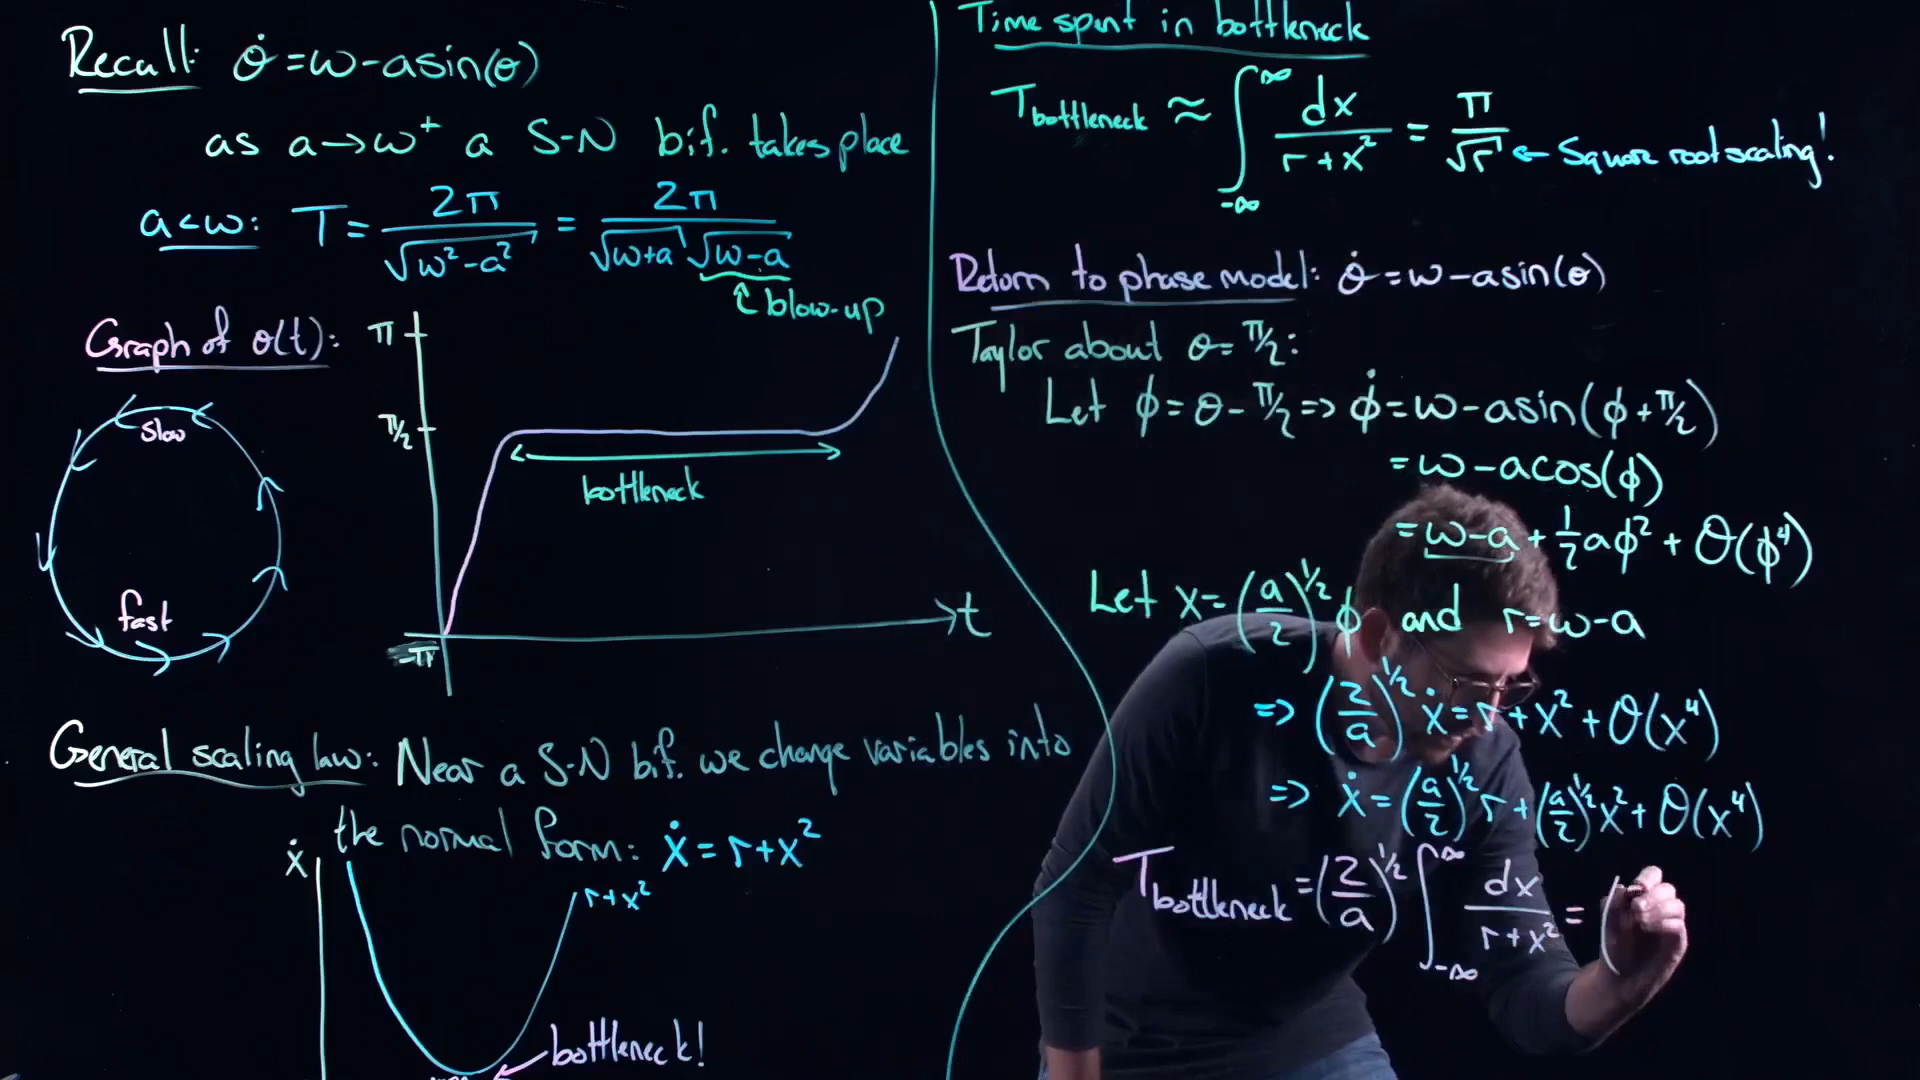 Recall: θ̇ = ω - a sin(θ)
as a → ω⁺ a S-N bif. takes place
a < ω: T = 2π / √(ω² - a²) = 2π / (√(ω+a) √(ω-a))
↑ blow-up
Graph of θ(t):
π
π/2
-π
t
bottleneck
slow
fast
General scaling law: Near a S-N bif. we change variables into
the normal form: ẋ = r + x²
ẋ
r + x²
bottleneck!
Time spent in bottleneck
T_bottleneck ≈ ∫_{-∞}^{∞} dx / (r + x²) = π / √r ← Square root scaling!
Return to phase model: θ̇ = ω - a sin(θ)
Taylor about θ = π/2:
Let ϕ = θ - π/2 ⇒ ϕ̇ = ω - a sin(ϕ + π/2)
= ω - a cos(ϕ)
= ω - a + 1/2 aϕ² + O(ϕ⁴)
Let x = (a/2)^{1/2} ϕ and r = ω - a
⇒ (2/a)^{1/2} ẋ = r + x² + O(x⁴)
⇒ ẋ = (a/2)^{1/2} r + (a/2)^{1/2} x² + O(x⁴)
T_bottleneck = (2/a)^{1/2} ∫_{-∞}^{∞} dx / (r + x²) = (